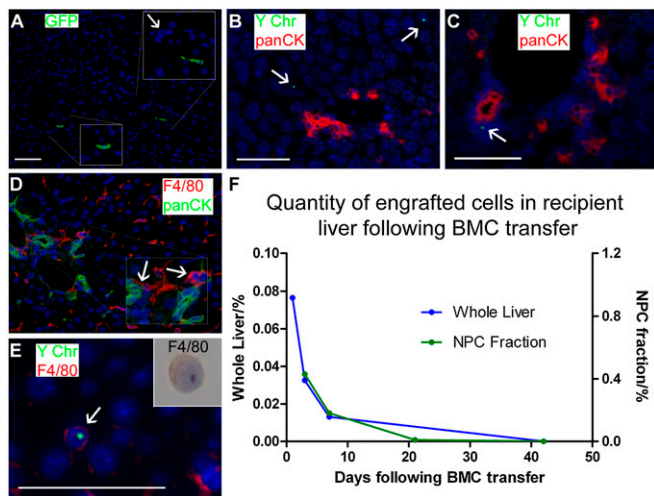 A
GFP
B
Y Chr
panCK
C
Y Chr
panCK
D
F4/80
panCK
E
Y Chr
F4/80
F4/80
F
Quantity of engrafted cells in recipient
liver following BMC transfer
Whole Liver/%
0.10
0.08
0.06
0.04
0.02
0.00
Whole Liver
NPC Fraction
1.2
0.8
0.4
0.0
NPC fraction/%
0 10 20 30 40 50
Days following BMC transfer